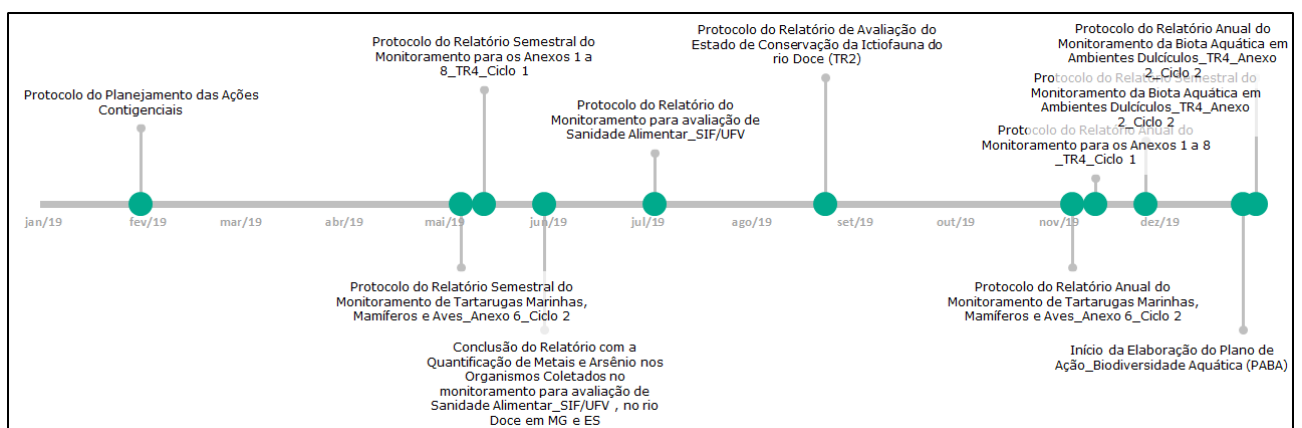 Protocolo do Planejamento das Ações
Contigenciais
Protocolo do Relatório Semestral do
Monitoramento para os Anexos 1 a
8_TR4_Ciclo 1
Protocolo do Relatório do
Monitoramento para avaliação de
Sanidade Alimentar_SIF/UFV
Protocolo do Relatório de Avaliação do
Estado de Conservação da Ictiofauna do
rio Doce (TR2)
Protocolo do Relatório Anual do
Monitoramento da Biota Aquática em
Ambientes Dulcículos_TR4_Anexo
2_Ciclo 2
Protocolo do Relatório Semestral do
Monitoramento da Biota Aquática em
Ambientes Dulcículos_TR4_Anexo
2_Ciclo 2
Protocolo do Relatório Anual do
Monitoramento para os Anexos 1 a 8
_TR4_Ciclo 1
jan/19
fev/19
mar/19
abr/19
mai/19
jun/19
jul/19
ago/19
set/19
out/19
nov/19
dez/19
Protocolo do Relatório Semestral do
Monitoramento de Tartarugas Marinhas,
Mamíferos e Aves_Anexo 6_Ciclo 2
Conclusão do Relatório com a
Quantificação de Metais e Arsênio nos
Organismos Coletados no
monitoramento para avaliação de
Sanidade Alimentar_SIF/UFV , no rio
Doce em MG e ES
Protocolo do Relatório Anual do
Monitoramento de Tartarugas Marinhas,
Mamíferos e Aves_Anexo 6_Ciclo 2
Início da Elaboração do Plano de
Ação_Biodiversidade Aquática (PABA)